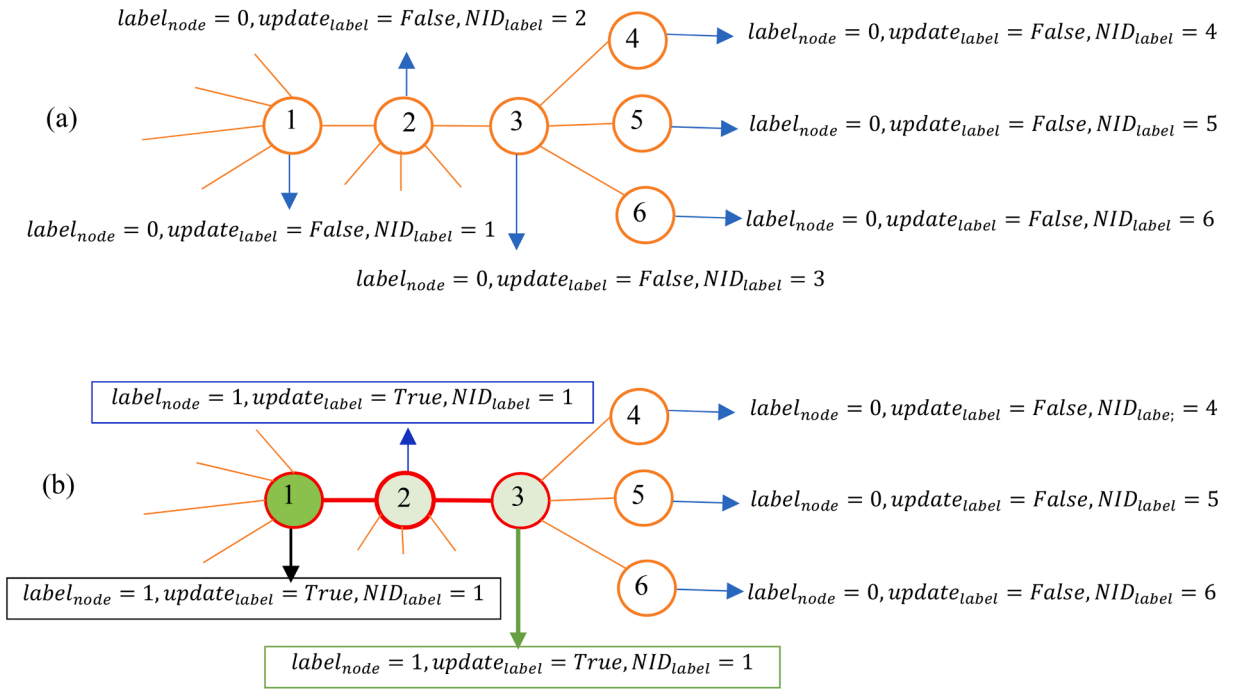 label_node = 0, update_label = False, NID_label = 2
4
label_node = 0, update_label = False, NID_label = 4
(a)
1
2
3
5
label_node = 0, update_label = False, NID_label = 5
6
label_node = 0, update_label = False, NID_label = 6
label_node = 0, update_label = False, NID_label = 1
label_node = 0, update_label = False, NID_label = 3
label_node = 1, update_label = True, NID_label = 1
4
label_node = 0, update_label = False, NID_labe; = 4
(b)
1
2
3
5
label_node = 0, update_label = False, NID_label = 5
6
label_node = 0, update_label = False, NID_label = 6
label_node = 1, update_label = True, NID_label = 1
label_node = 1, update_label = True, NID_label = 1